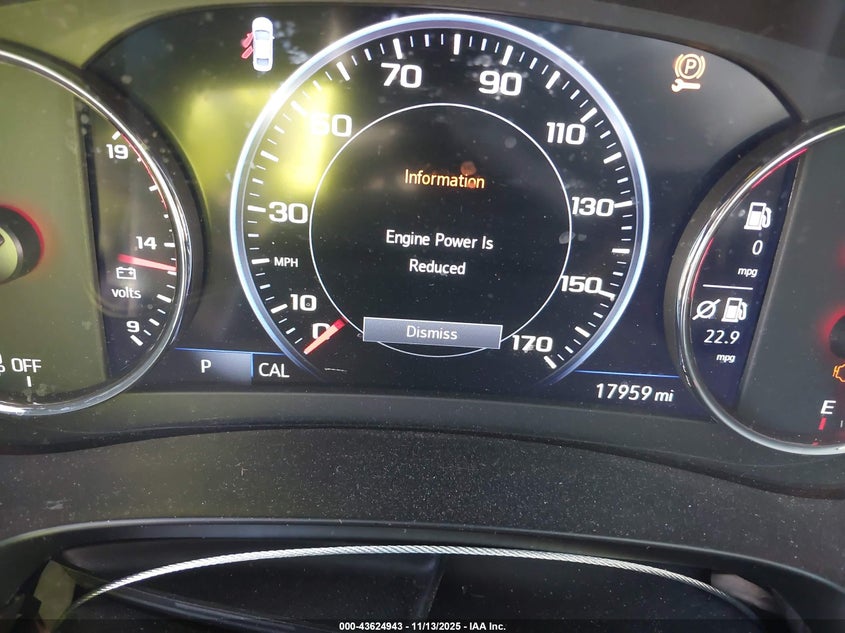 70
90
50
110
19
Information
30
130
0
14
Engine Power Is
mpg
MPH
Reduced
volts
150
10
9
0
Dismiss
170
22.9
mpg
OFF
P
CAL
17959 mi
E
000-43624943 - 11/13/2025 - IAA Inc.